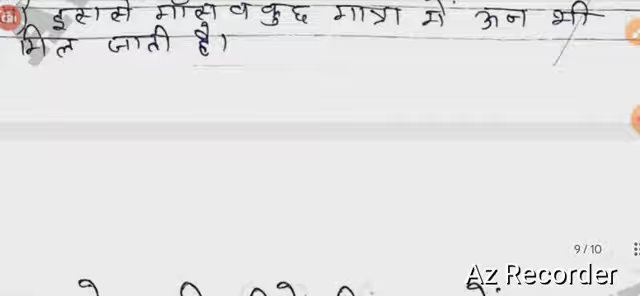 इससे माँस व कुछ मात्रा में ऊन भी
मिल जाती है।
9/10
Az Recorder